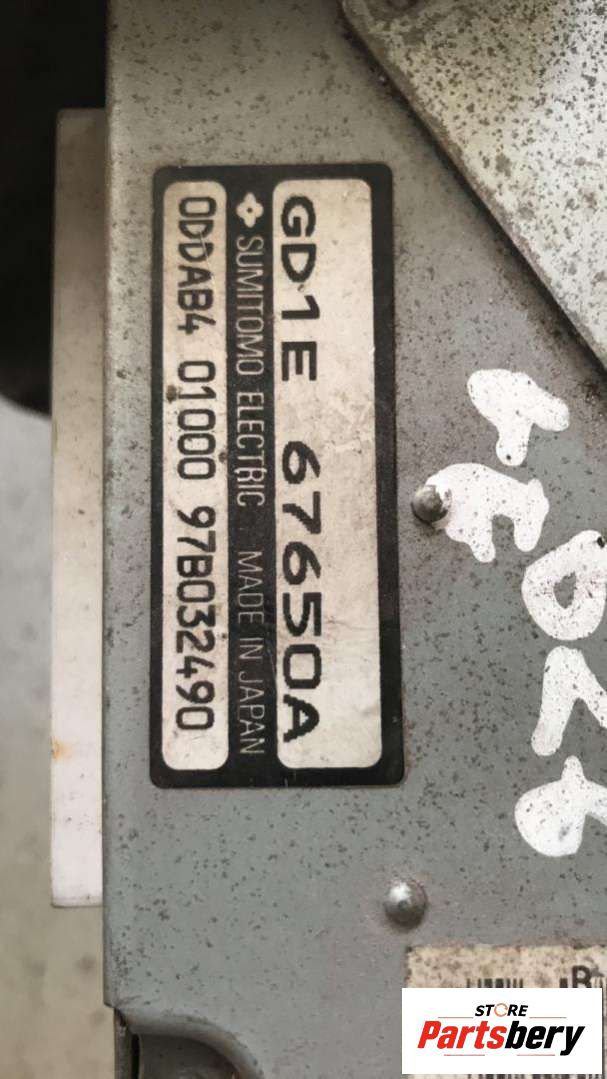 GD1E 67650A
SUMITOMO ELECTRIC. MADE IN JAPAN
0DDAB4 01000 97B032490
R
STORE
Partsbery